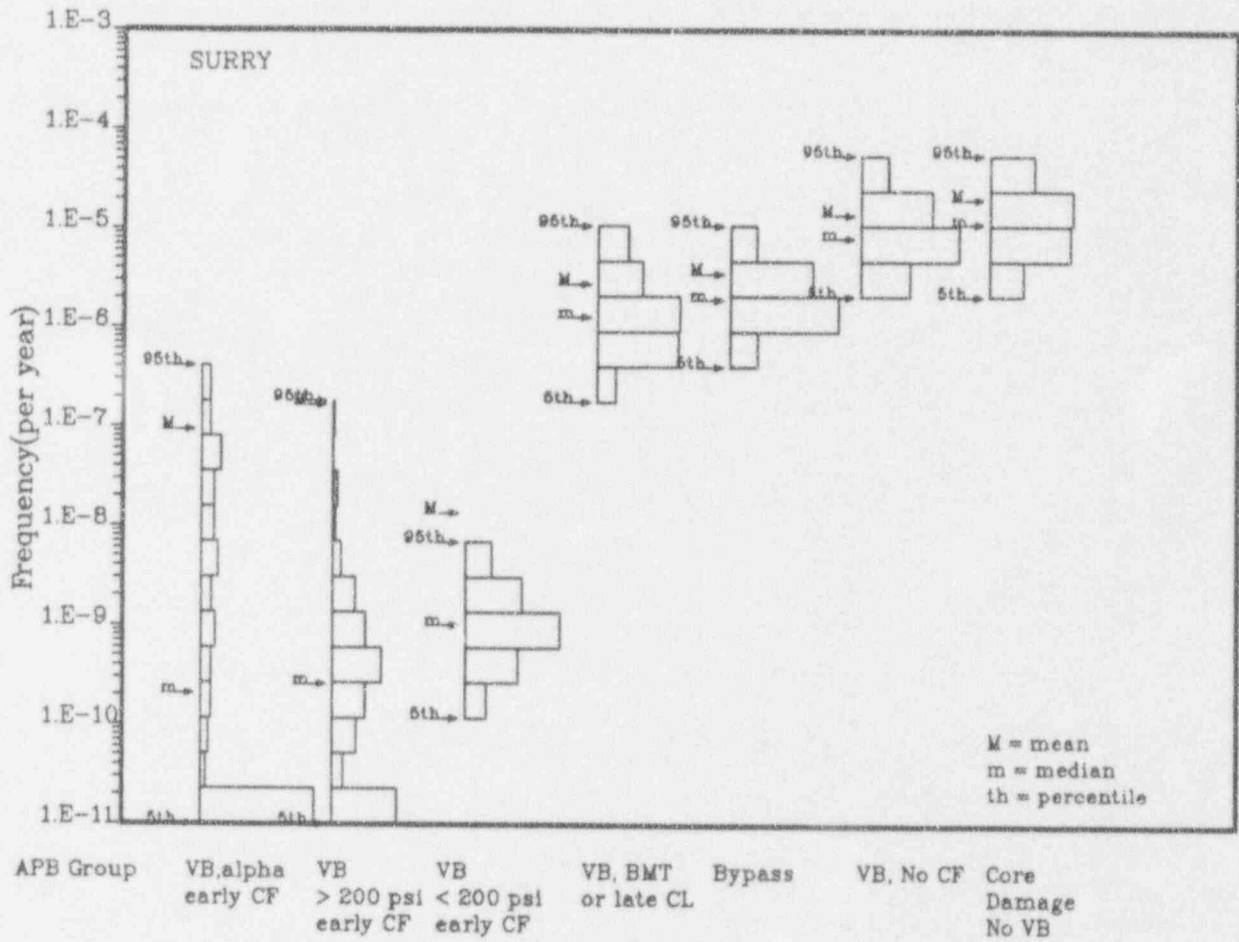 1.E-3
SURRY
1.E-4
95th 95th
M
M
m
m
5th 5th
1.E-5
95th 95th
M
M
m
m
5th
5th
1.E-6
95th
M
95th
1.E-7
M
1.E-8
95th
m
1.E-9
m
m
5th
1.E-10
5th 5th
1.E-11
Frequency(per year)
M = mean
m = median
th = percentile
APB Group
VB,alpha
early CF
VB
> 200 psi
early CF
VB
< 200 psi
early CF
VB, BMT
or late CL
Bypass
VB, No CF
Core
Damage
No VB